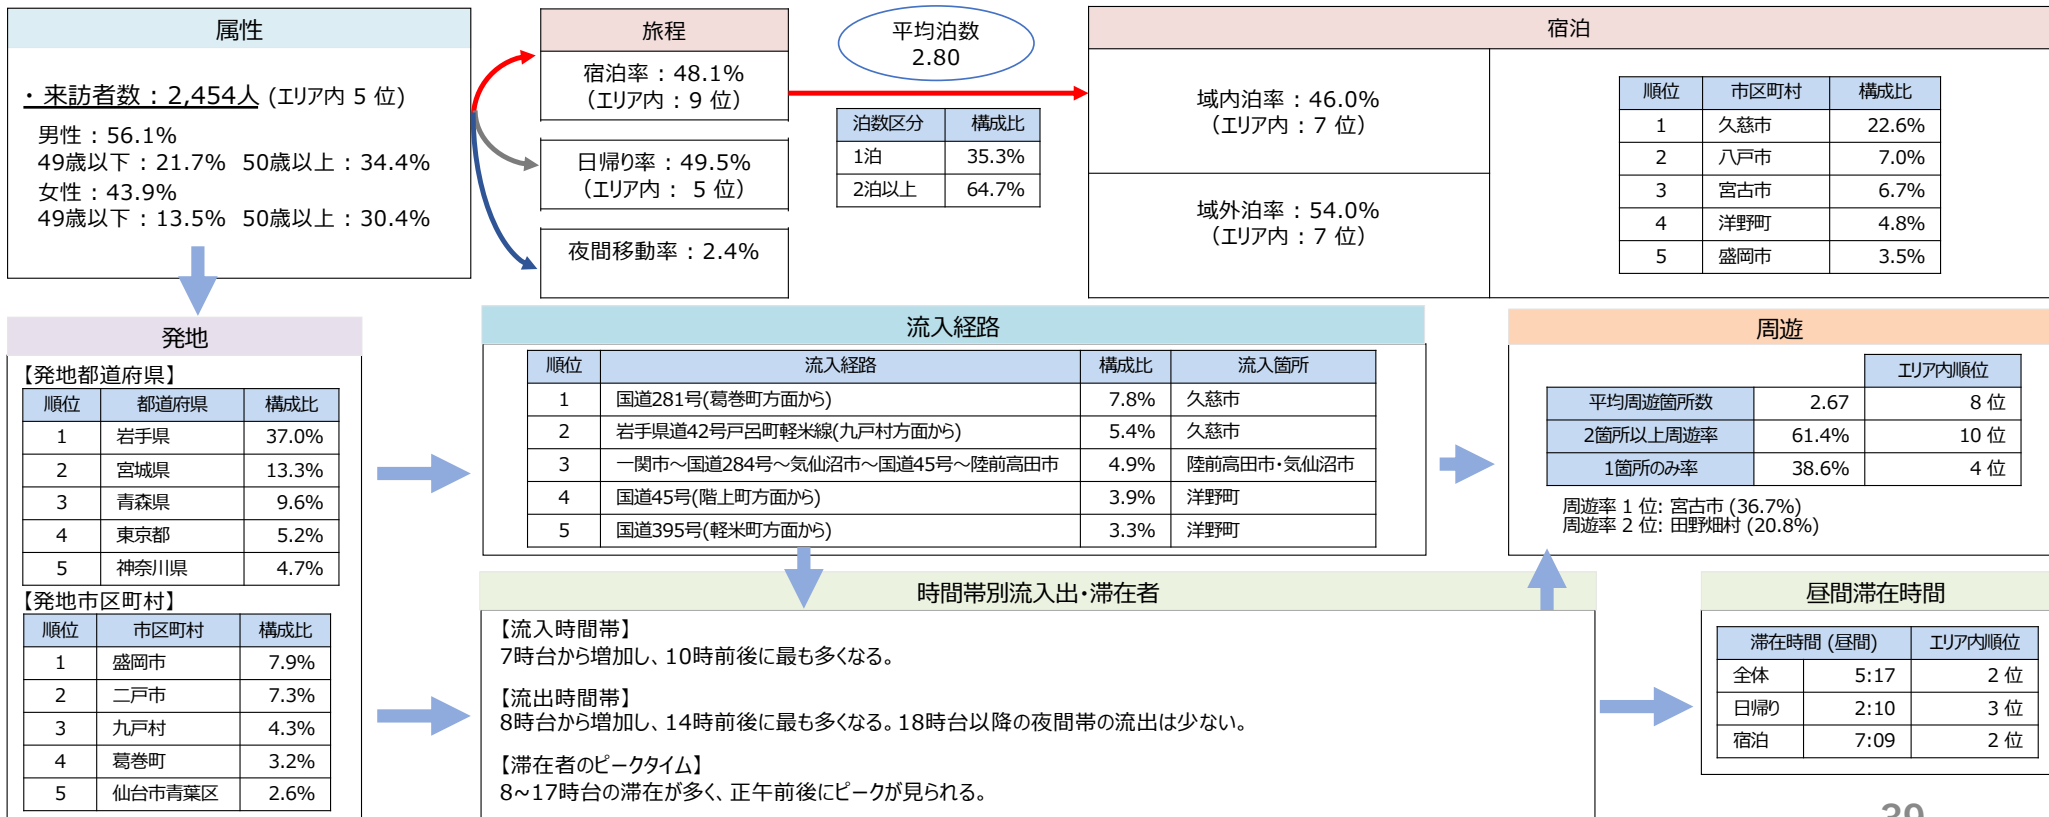 属性
・来訪者数：2,454人 (エリア内 5 位)
男性：56.1%
49歳以下：21.7%　50歳以上：34.4%
女性：43.9%
49歳以下：13.5%　50歳以上：30.4%
旅程
宿泊率：48.1%
(エリア内：9 位)
日帰り率：49.5%
(エリア内： 5 位)
夜間移動率：2.4%
平均泊数
2.80
泊数区分 構成比
1泊 35.3%
2泊以上 64.7%
宿泊
域内泊率：46.0%
(エリア内：7 位)
域外泊率：54.0%
(エリア内：7 位)
順位 市区町村 構成比
1 久慈市 22.6%
2 八戸市 7.0%
3 宮古市 6.7%
4 洋野町 4.8%
5 盛岡市 3.5%
発地
【発地都道府県】
順位 都道府県 構成比
1 岩手県 37.0%
2 宮城県 13.3%
3 青森県 9.6%
4 東京都 5.2%
5 神奈川県 4.7%
【発地市区町村】
順位 市区町村 構成比
1 盛岡市 7.9%
2 二戸市 7.3%
3 九戸村 4.3%
4 葛巻町 3.2%
5 仙台市青葉区 2.6%
流入経路
順位 流入経路 構成比 流入箇所
1 国道281号(葛巻町方面から) 7.8% 久慈市
2 岩手県道42号戸呂町軽米線(九戸村方面から) 5.4% 久慈市
3 一関市～国道284号～気仙沼市～国道45号～陸前高田市 4.9% 陸前高田市・気仙沼市
4 国道45号(階上町方面から) 3.9% 洋野町
5 国道395号(軽米町方面から) 3.3% 洋野町
周遊
エリア内順位
平均周遊箇所数 2.67 8 位
2箇所以上周遊率 61.4% 10 位
1箇所のみ率 38.6% 4 位
周遊率 1 位: 宮古市 (36.7%)
周遊率 2 位: 田野畑村 (20.8%)
時間帯別流入出・滞在者
【流入時間帯】
7時台から増加し、10時前後に最も多くなる。
【流出時間帯】
8時台から増加し、14時前後に最も多くなる。18時台以降の夜間帯の流出は少ない。
【滞在者のピークタイム】
8~17時台の滞在が多く、正午前後にピークが見られる。
昼間滞在時間
滞在時間 (昼間) エリア内順位
全体 5:17 2 位
日帰り 2:10 3 位
宿泊 7:09 2 位